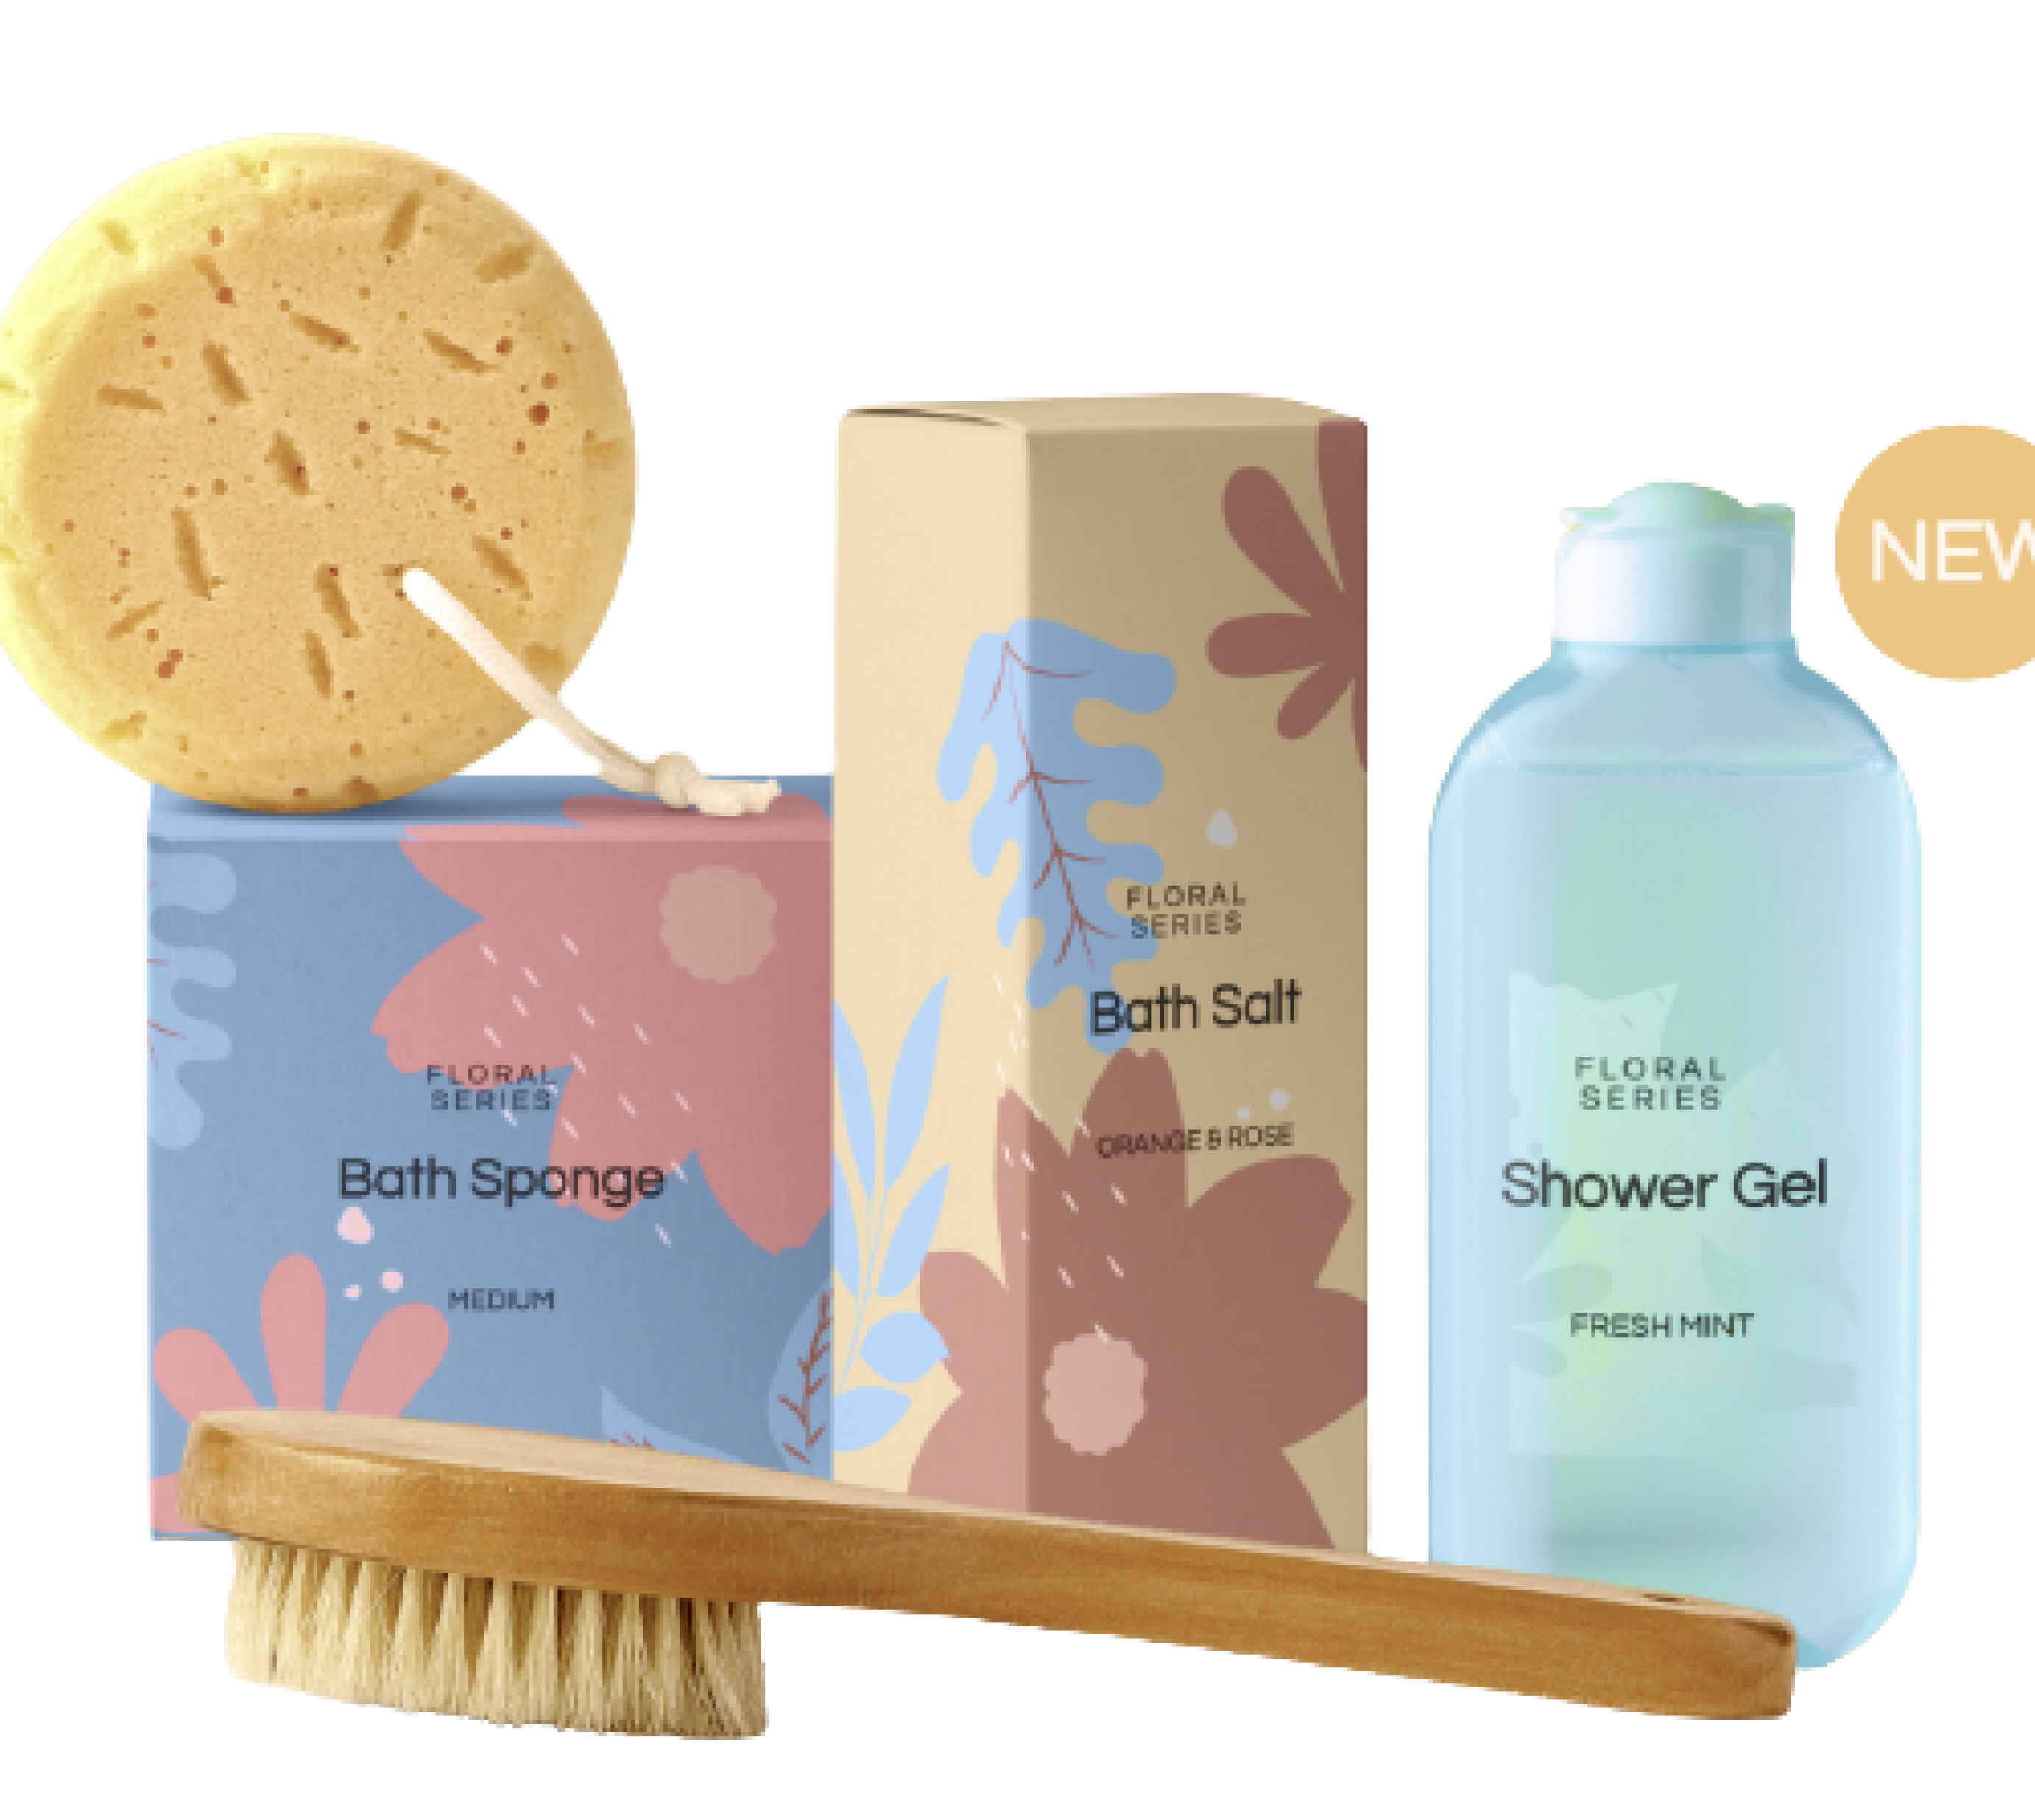 FLORAL
SERIES
Bath Sponge
MEDIUM
FLORAL
SERIES
Bath Salt
ORANGE & ROSE
FLORAL
SERIES
Shower Gel
FRESH MINT
NEW